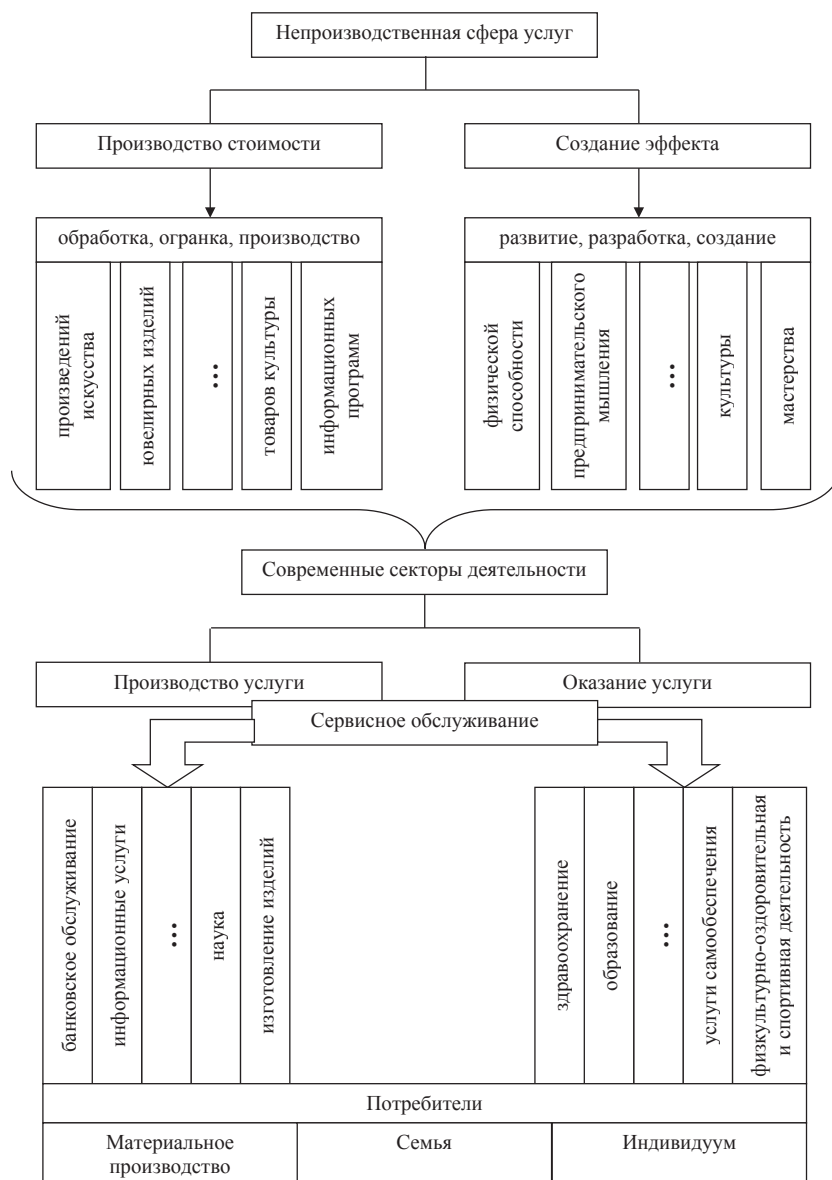 Непроизводственная сфера услуг
Производство стоимости
Создание эффекта
обработка, огранка, производство
развитие, разработка, создание
произведений
искусства
ювелирных изделий
...
товаров культуры
информационных
программ
физической
способности
предпринимательского
мышления
...
культуры
мастерства
Современные секторы деятельности
Производство услуги
Оказание услуги
Сервисное обслуживание
банковское обслуживание
информационные услуги
...
наука
изготовление изделий
здравоохранение
образование
...
услуги самообеспечения
физкультурно-оздоровительная
и спортивная деятельность
Потребители
Материальное
производство
Семья
Индивидуум